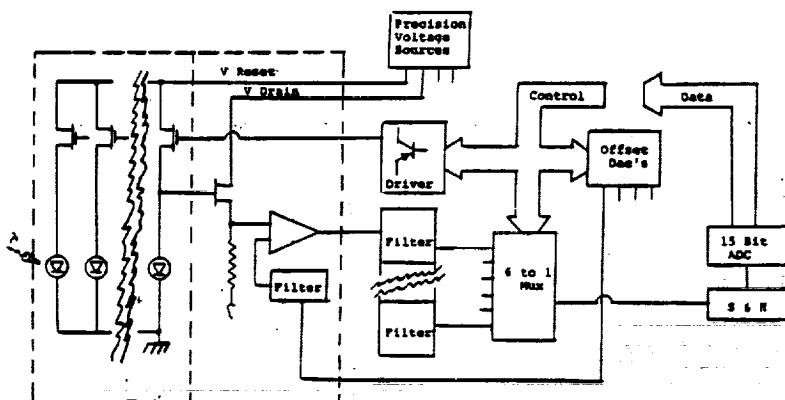 Precision
Voltage
Sources
V Reset
V Drain
Control
Data
Driver
Offset
Dac's
Filter
6 to 1
Mux
15 Bit
ADC
Filter
Filter
S & H